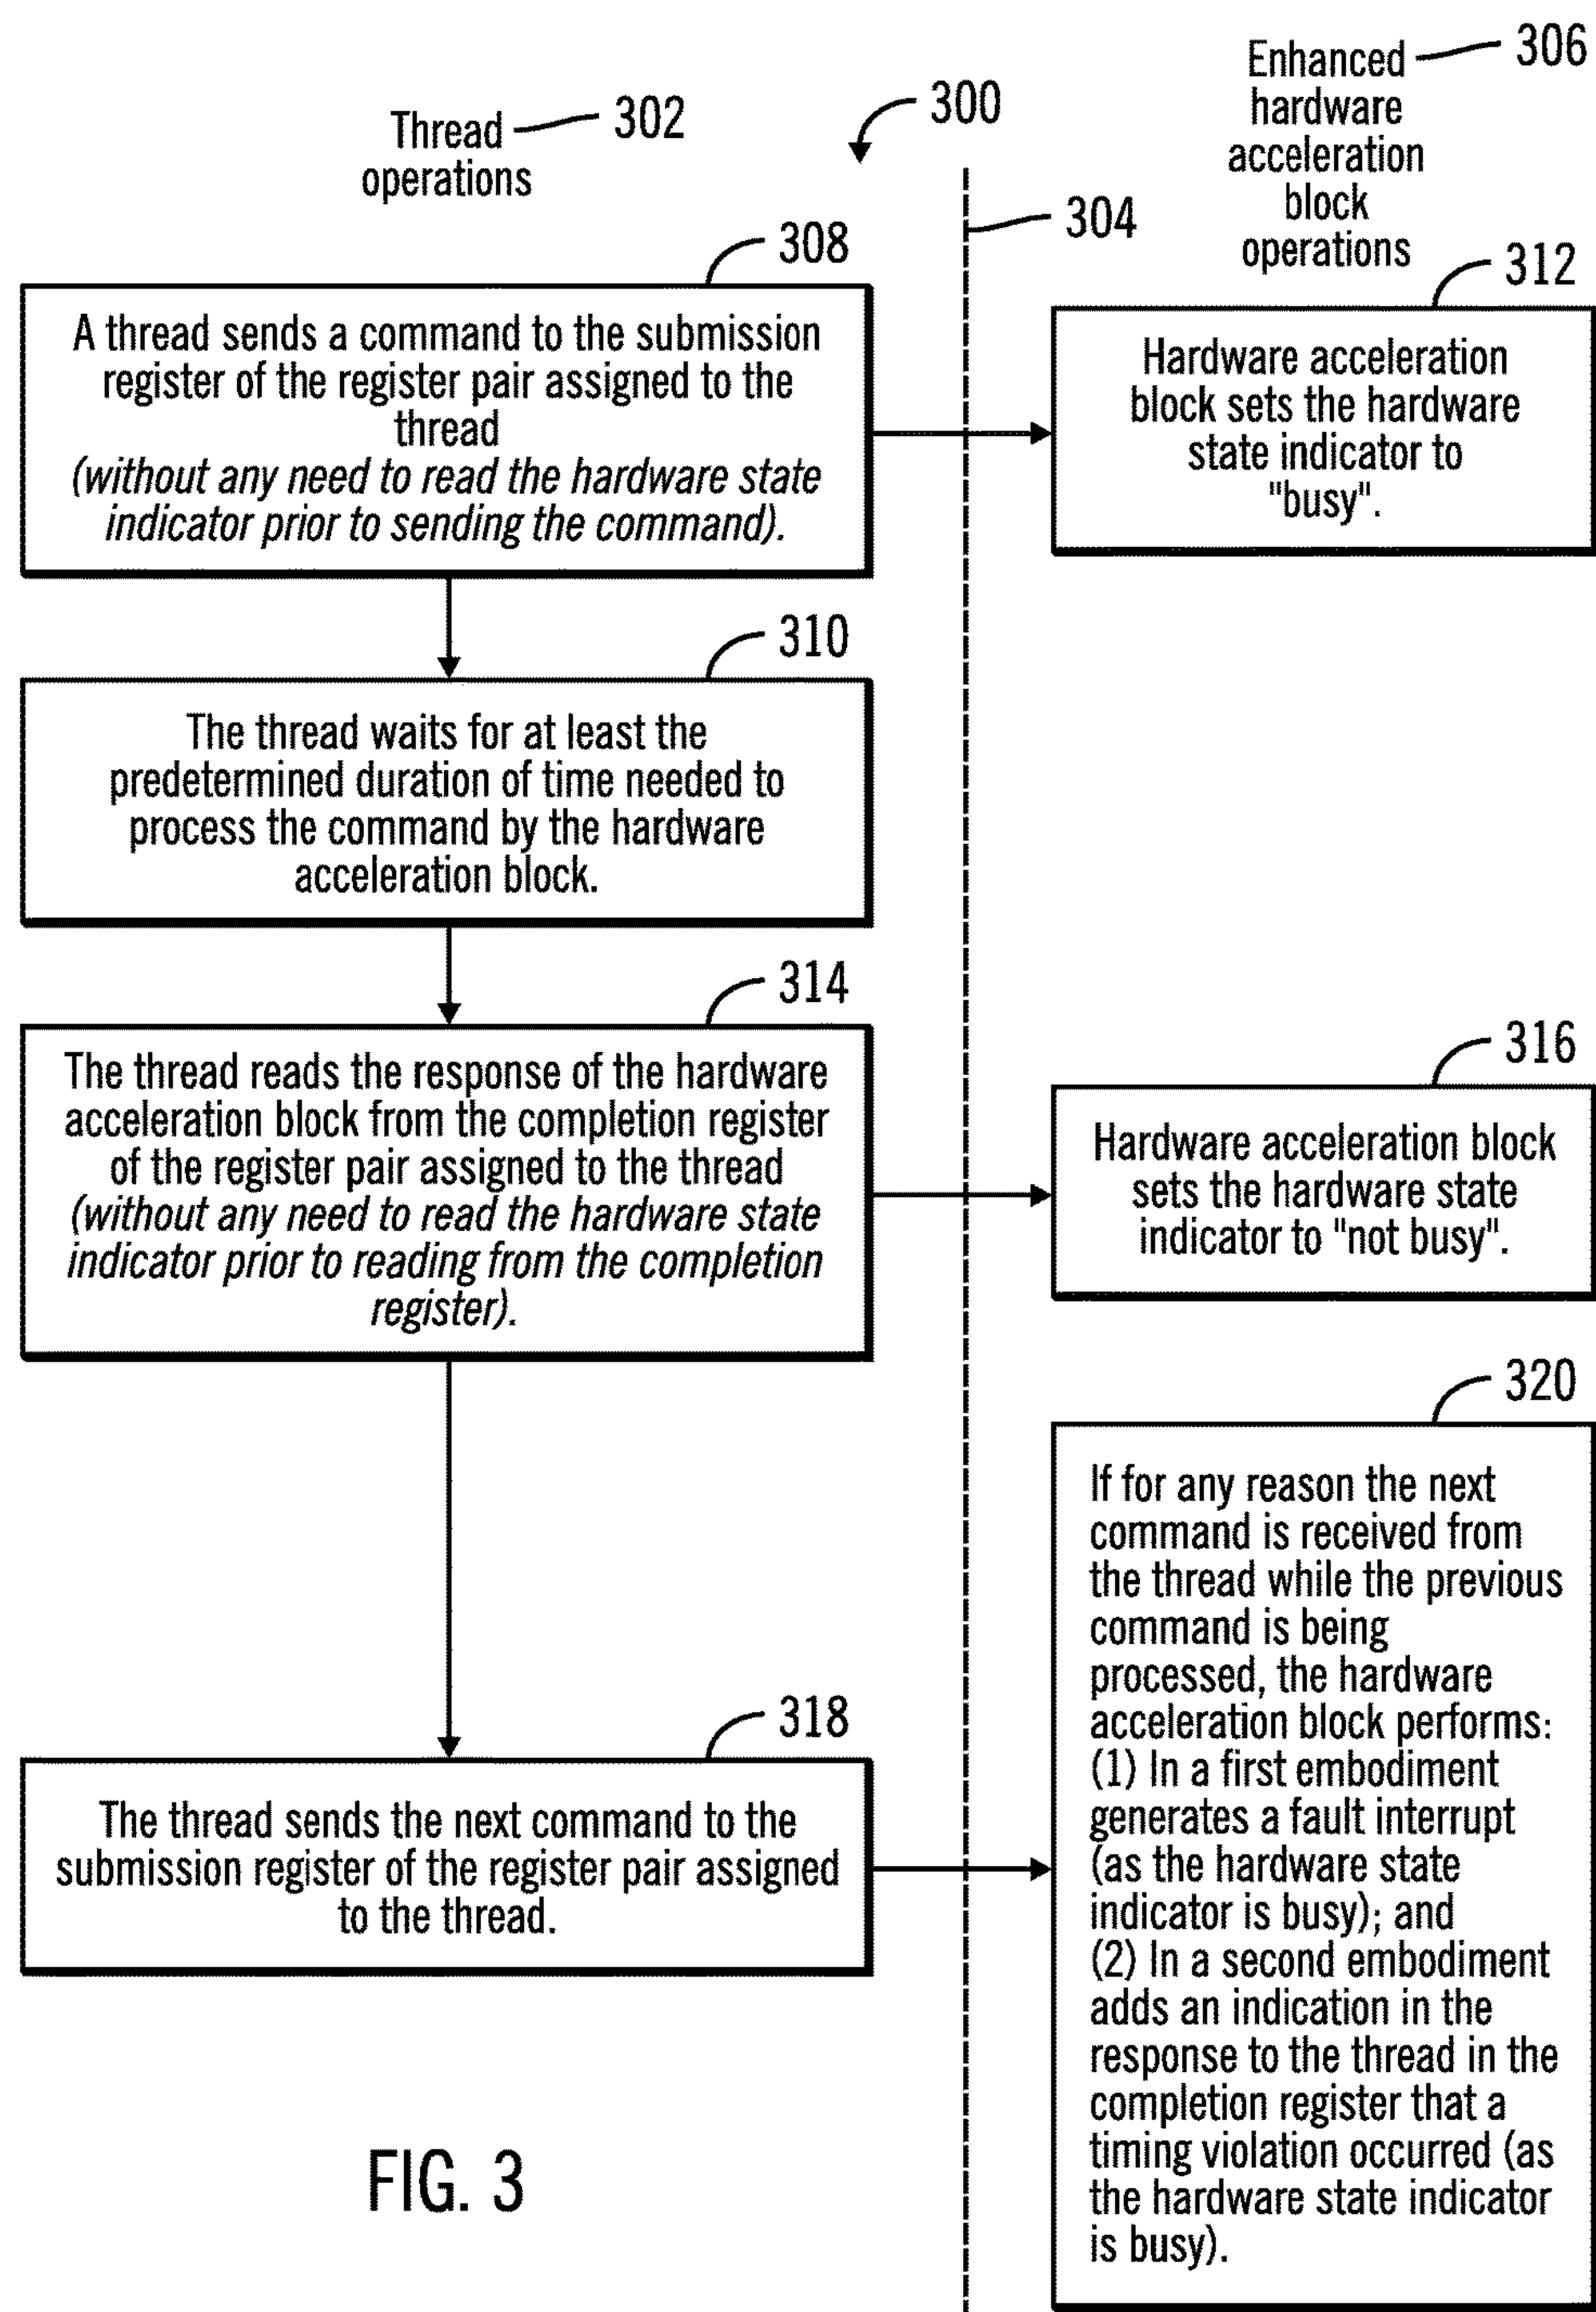 Thread 302
operations
300
304
Enhanced 306
hardware
acceleration
block
operations
308
A thread sends a command to the submission
register of the register pair assigned to the
thread
(without any need to read the hardware state
indicator prior to sending the command).
312
Hardware acceleration
block sets the hardware
state indicator to
"busy".
310
The thread waits for at least the
predetermined duration of time needed to
process the command by the hardware
acceleration block.
314
The thread reads the response of the hardware
acceleration block from the completion register
of the register pair assigned to the thread
(without any need to read the hardware state
indicator prior to reading from the completion
register).
316
Hardware acceleration block
sets the hardware state
indicator to "not busy".
318
The thread sends the next command to the
submission register of the register pair assigned
to the thread.
320
If for any reason the next
command is received from
the thread while the previous
command is being
processed, the hardware
acceleration block performs:
(1) In a first embodiment
generates a fault interrupt
(as the hardware state
indicator is busy); and
(2) In a second embodiment
adds an indication in the
response to the thread in the
completion register that a
timing violation occurred (as
the hardware state indicator
is busy).
FIG. 3